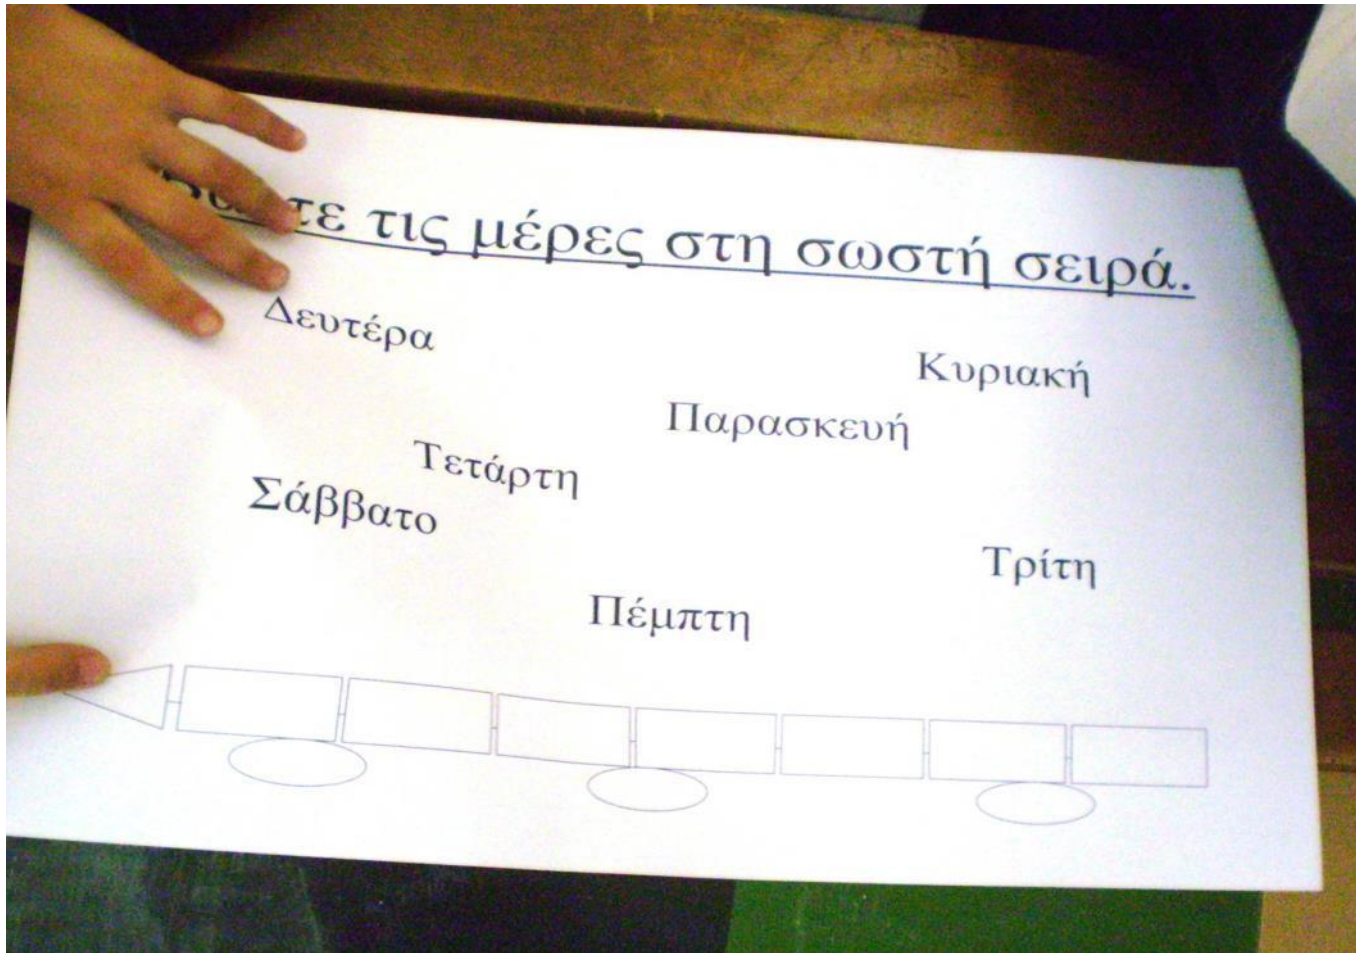 τις μέρες στη σωστή σειρά.
Δευτέρα
Κυριακή
Παρασκευή
Τετάρτη
Σάββατο
Τρίτη
Πέμπτη